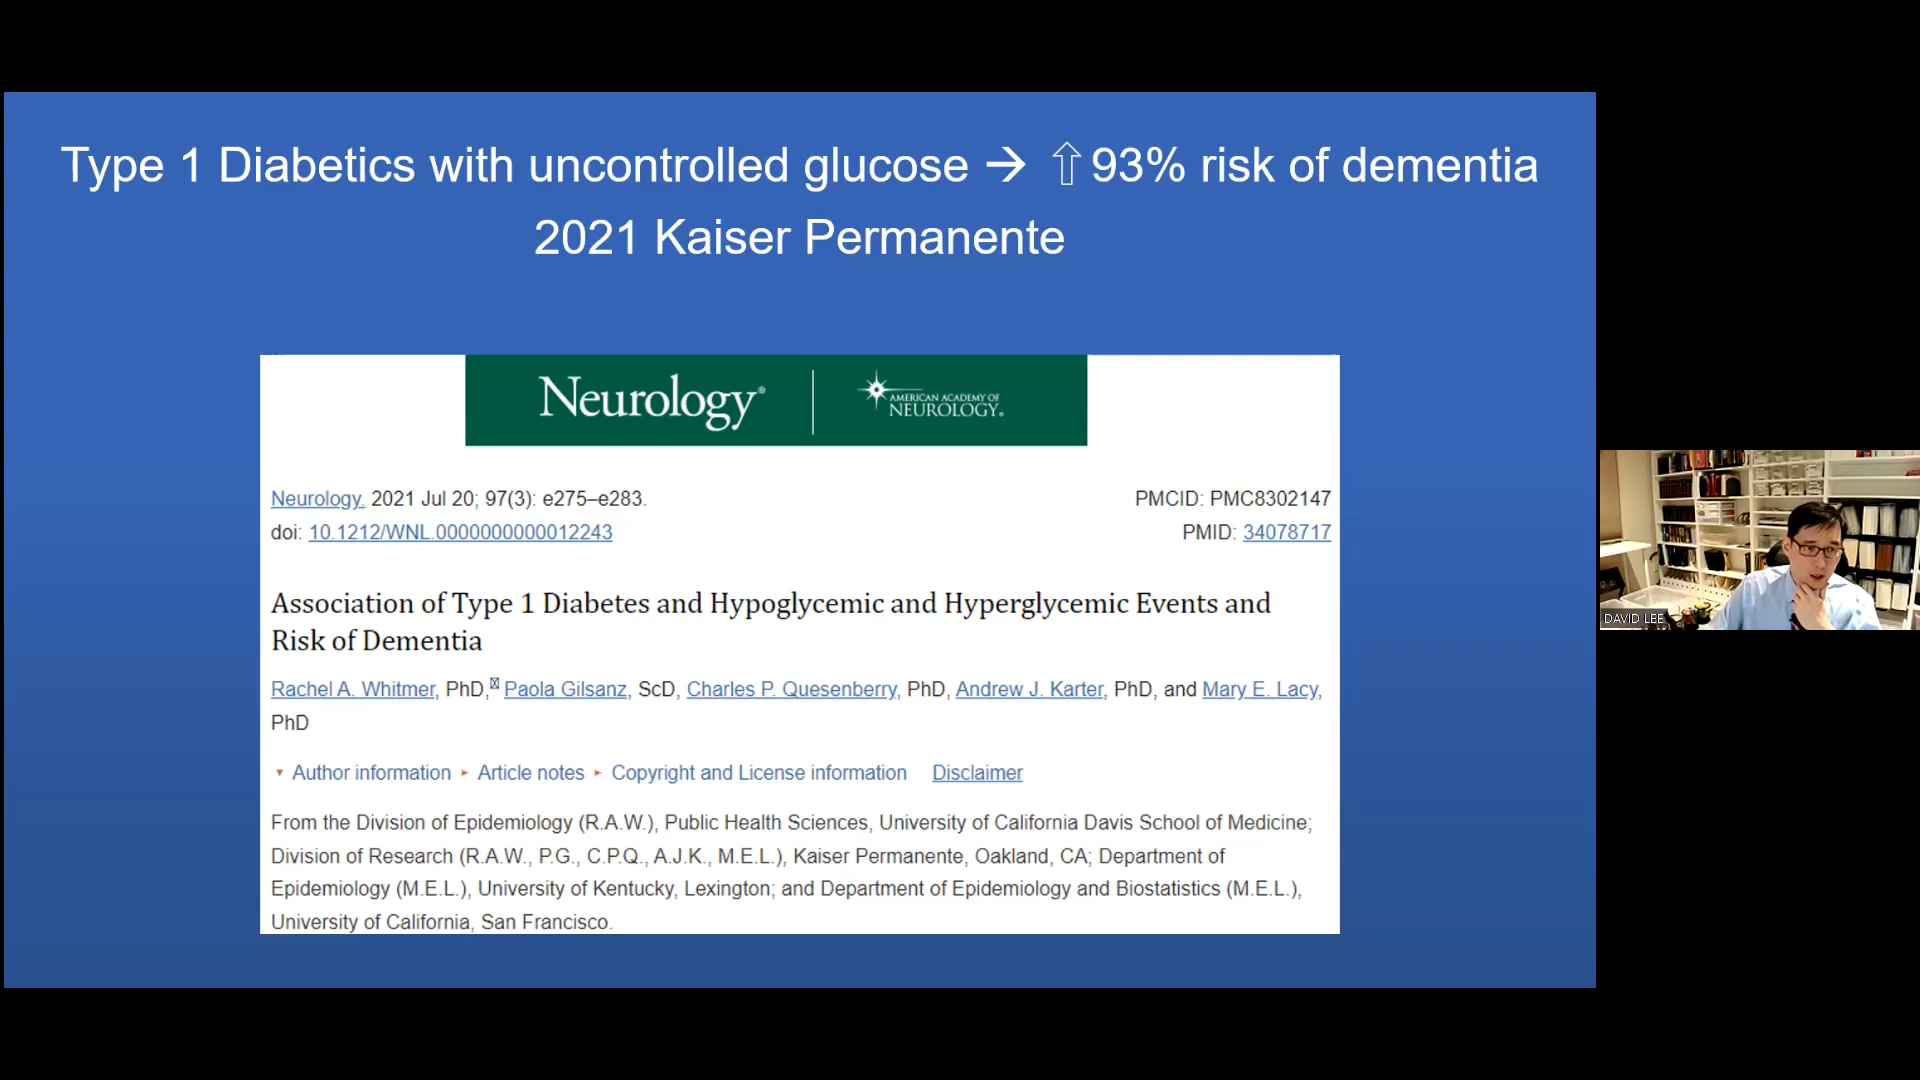 Type 1 Diabetics with uncontrolled glucose → ⇧93% risk of dementia
2021 Kaiser Permanente
Neurology®
AMERICAN ACADEMY OF
NEUROLOGY®
Neurology. 2021 Jul 20; 97(3): e275–e283.
PMCID: PMC8302147
doi: 10.1212/WNL.0000000000012243
PMID: 34078717
Association of Type 1 Diabetes and Hypoglycemic and Hyperglycemic Events and
Risk of Dementia
Rachel A. Whitmer, PhD, Paola Gilsanz, ScD, Charles P. Quesenberry, PhD, Andrew J. Karter, PhD, and Mary E. Lacy,
PhD
Author information Article notes Copyright and License information Disclaimer
From the Division of Epidemiology (R.A.W.), Public Health Sciences, University of California Davis School of Medicine;
Division of Research (R.A.W., P.G., C.P.Q., A.J.K., M.E.L.), Kaiser Permanente, Oakland, CA; Department of
Epidemiology (M.E.L.), University of Kentucky, Lexington; and Department of Epidemiology and Biostatistics (M.E.L.),
University of California, San Francisco.
DAVID LEE